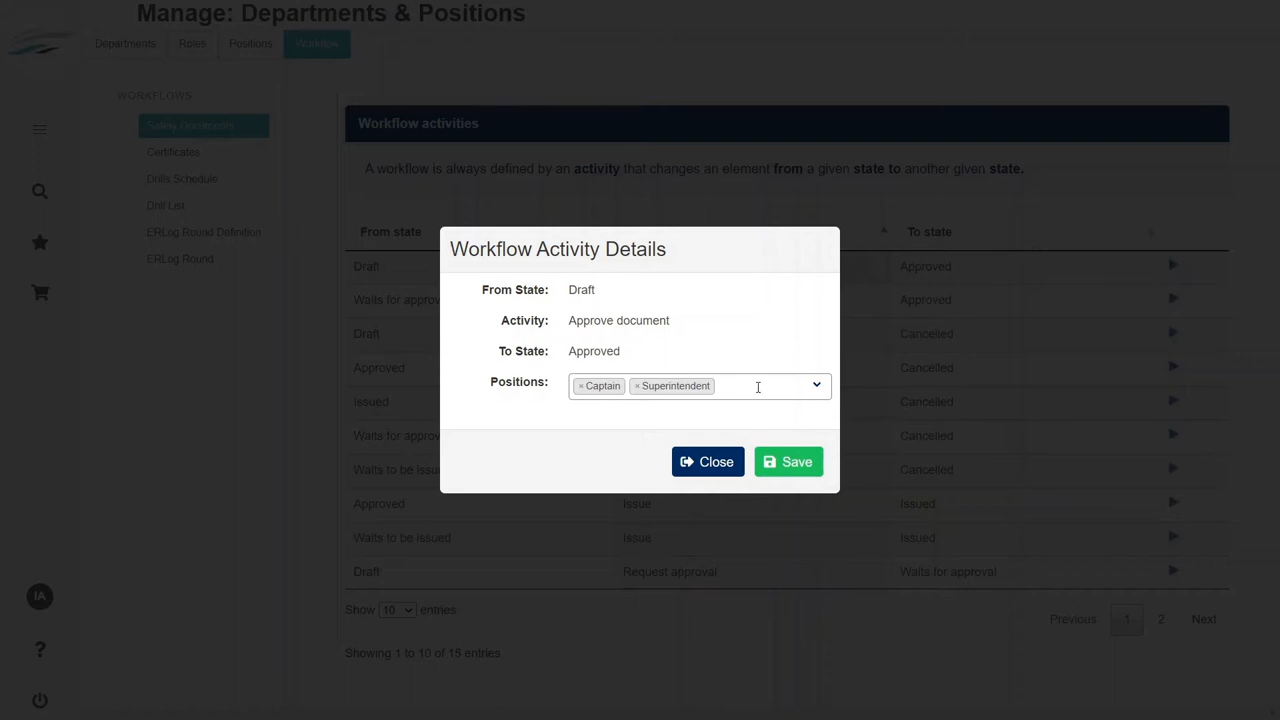 Manage: Departments & Positions
Departments Roles Positions Workflow
WORKFLOWS
Safety Documents
Certificates
Drills Schedule
Drill List
ERLog Round Definition
ERLog Round
Workflow activities
A workflow is always defined by an activity that changes an element from a given state to another given state.
From state To state
Draft Approved
Waits for approv Approved
Draft Cancelled
Approved Cancelled
Issued Cancelled
Waits for approv Cancelled
Waits to be issued Cancelled
Approved Issue Issued
Waits to be issued Issue Issued
Draft Request approval Waits for approval
Show 10 entries
Previous 1 2 Next
Showing 1 to 10 of 15 entries
IA
?
Workflow Activity Details
From State: Draft
Activity: Approve document
To State: Approved
Positions: × Captain × Superintendent
Close Save